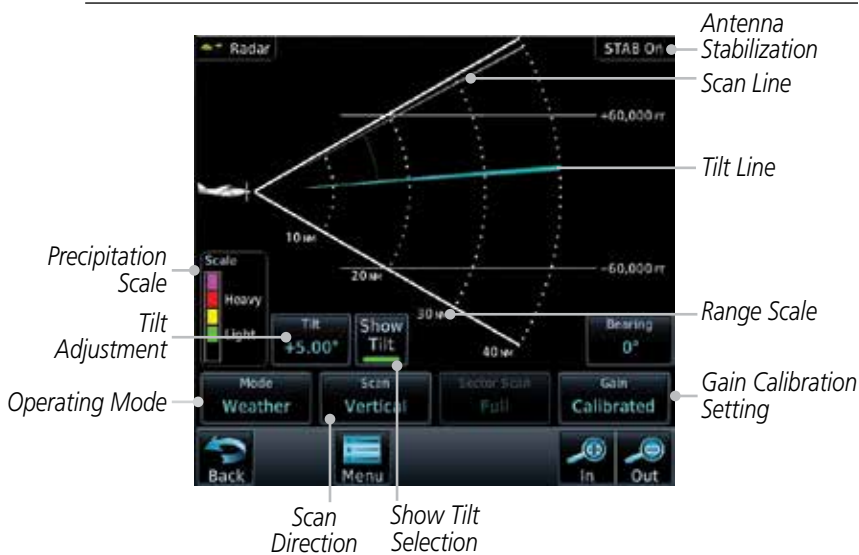 Antenna
Stabilization
Radar
STAB On
Scan Line
+60,000 FT
Tilt Line
10 NM
Precipitation
Scale
Scale
Heavy
Light
20 NM
-60,000 FT
30 NM
Range Scale
Tilt
Adjustment
Tilt
+5.00°
Show
Tilt
40 NM
Bearing
0°
Operating Mode
Mode
Weather
Scan
Vertical
Sector Scan
Full
Gain
Calibrated
Gain Calibration
Setting
Back
Menu
In
Out
Scan
Direction
Show Tilt
Selection